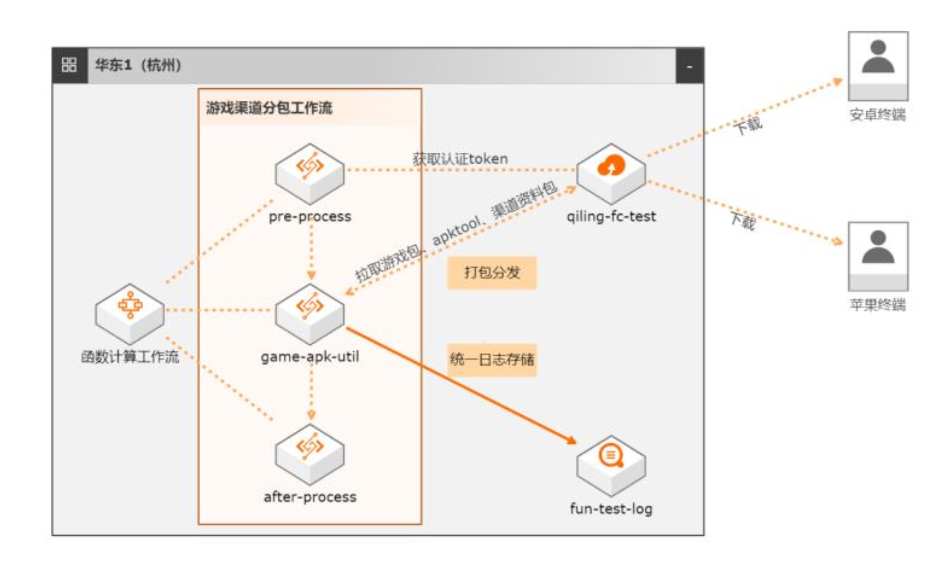 华东1（杭州）
-
游戏渠道分包工作流
安卓终端
下载
获取认证token
pre-process
qiling-fc-test
拉取游戏包、apktool、渠道资料包
下载
打包分发
苹果终端
函数计算工作流
game-apk-util
统一日志存储
after-process
fun-test-log